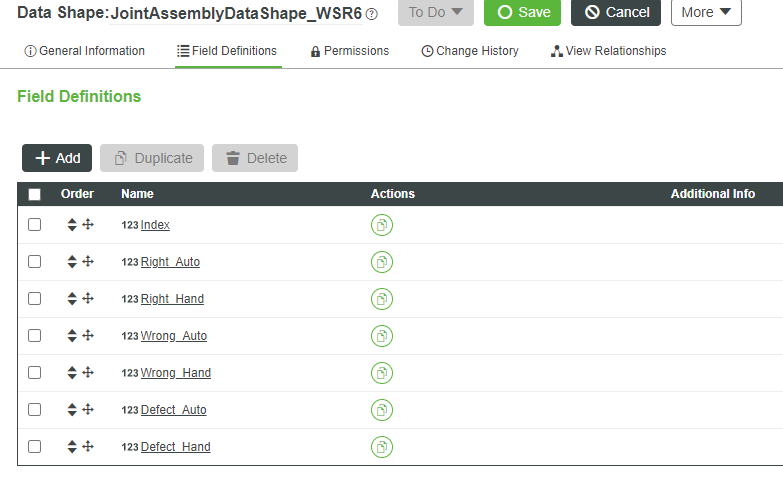 Data Shape: JointAssemblyDataShape_WSR6 ? To Do Save Cancel More
General Information Field Definitions Permissions Change History View Relationships
Field Definitions
Add Duplicate Delete
Order Name Actions Additional Info
123 Index
123 Right_Auto
123 Right_Hand
123 Wrong_Auto
123 Wrong_Hand
123 Defect_Auto
123 Defect_Hand